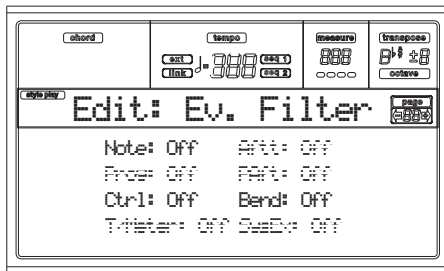 chord tempo measure transpose
ext seq 1
link seq 2
octave
style play page
Edit: Ev. Filter
Note: Off Aftt: Off
Prog: Off PAft: Off
Ctrl: Off Bend: Off
T/Meter: Off SysEx: Off